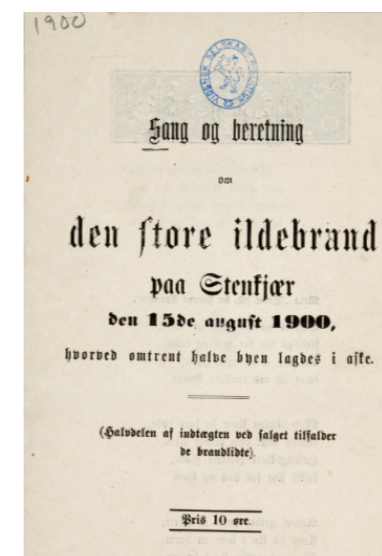 1900
Sang og beretning
om
den store ildebrand
paa Stenkjær
den 15de august 1900,
hvorved omtrent halve byen lagdes i aske.
(Halvdelen af indtægten ved salget tilfalder
de brandlidte).
Pris 10 øre.